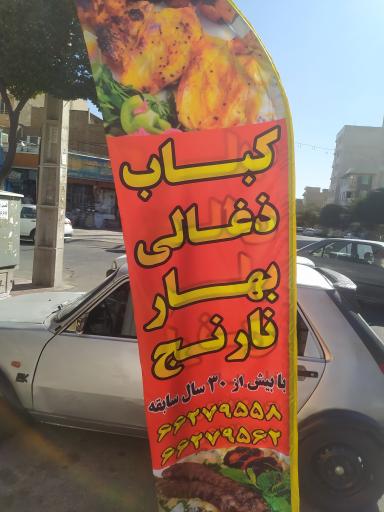 کباب
ذغالی
بهار
نارنج
با بیش از ۳۰ سال سابقه
۶۶۲۷۹۵۵۸
۶۶۲۷۹۵۶۲